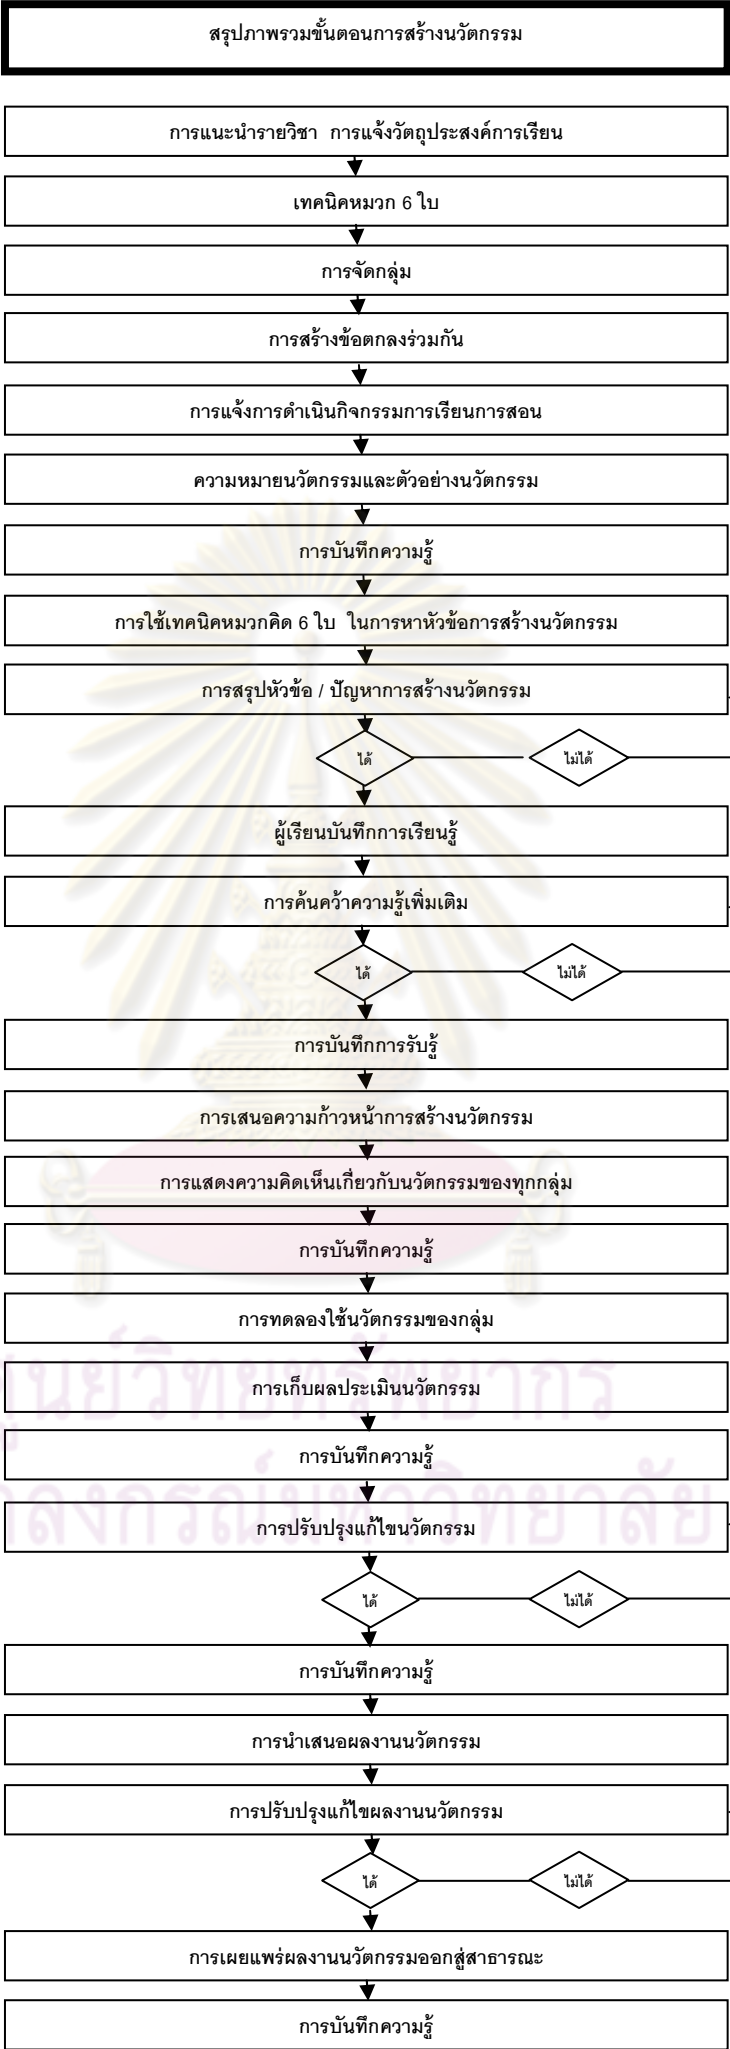 สรุปภาพรวมขั้นตอนการสร้างนวัตกรรม
การแนะนำรายวิชา การแจ้งวัตถุประสงค์การเรียน
เทคนิคหมวก 6 ใบ
การจัดกลุ่ม
การสร้างข้อตกลงร่วมกัน
การแจ้งการดำเนินกิจกรรมการเรียนการสอน
ความหมายนวัตกรรมและตัวอย่างนวัตกรรม
การบันทึกความรู้
การใช้เทคนิคหมวกคิด 6 ใบ ในการหาหัวข้อการสร้างนวัตกรรม
การสรุปหัวข้อ / ปัญหาการสร้างนวัตกรรม
ได้ ไม่ได้
ผู้เรียนบันทึกการเรียนรู้
การค้นคว้าความรู้เพิ่มเติม
ได้ ไม่ได้
การบันทึกการรับรู้
การเสนอความก้าวหน้าการสร้างนวัตกรรม
การแสดงความคิดเห็นเกี่ยวกับนวัตกรรมของทุกกลุ่ม
การบันทึกความรู้
การทดลองใช้นวัตกรรมของกลุ่ม
ศูนย์วิทยทรัพยากร
การเก็บผลประเมินนวัตกรรม
การบันทึกความรู้
จุฬาลงกรณ์มหาวิทยาลัย
การปรับปรุงแก้ไขนวัตกรรม
ได้ ไม่ได้
การบันทึกความรู้
การนำเสนอผลงานนวัตกรรม
การปรับปรุงแก้ไขผลงานนวัตกรรม
ได้ ไม่ได้
การเผยแพร่ผลงานนวัตกรรมออกสู่สาธารณะ
การบันทึกความรู้